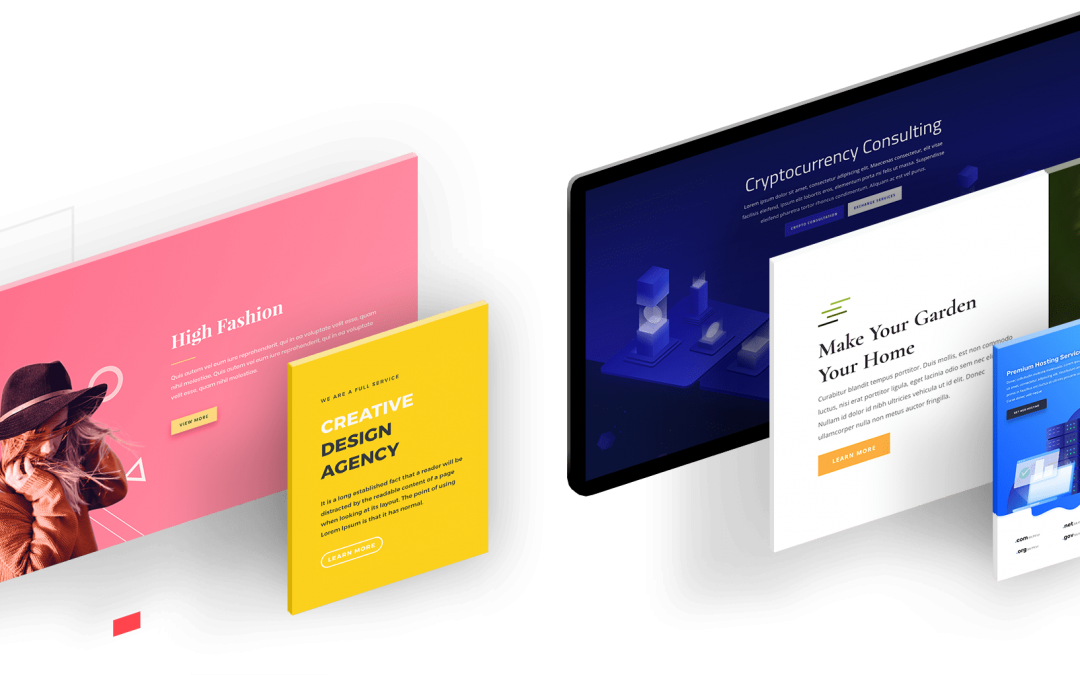 High Fashion
Quis autem vel eum iure reprehenderit, qui in ea voluptate velit esse, quam
nihil molestiae. Quis autem vel eum iure reprehenderit, qui in ea voluptate
velit esse, quam nihil molestiae.
VIEW MORE
WE ARE A FULL SERVICE
CREATIVE
DESIGN
AGENCY
It is a long established fact that a reader will be
distracted by the readable content of a page
when looking at its layout. The point of using
Lorem Ipsum is that it has normal.
LEARN MORE
Cryptocurrency Consulting
Lorem ipsum dolor sit amet, consectetur adipiscing elit. Maecenas consectetur, elit vitae
facilisis eleifend, ipsum elit lobortis eros, elementum porta mi felis ut massa. Suspendisse
eleifend pharetra tortor rhoncus condimentum. Aliquam ac est vel purus.
CRYPTO CONSULTATION
EXCHANGE SERVICES
Make Your Garden
Your Home
Curabitur blandit tempus porttitor. Duis mollis, est non commodo
luctus, nisi erat porttitor ligula, eget lacinia odio sem nec elit. Donec
Nullam id dolor id nibh ultricies vehicula ut id elit.
ullamcorper nulla non metus auctor fringilla.
LEARN MORE
Premium Hosting Service
.com
.net
.org
.gov